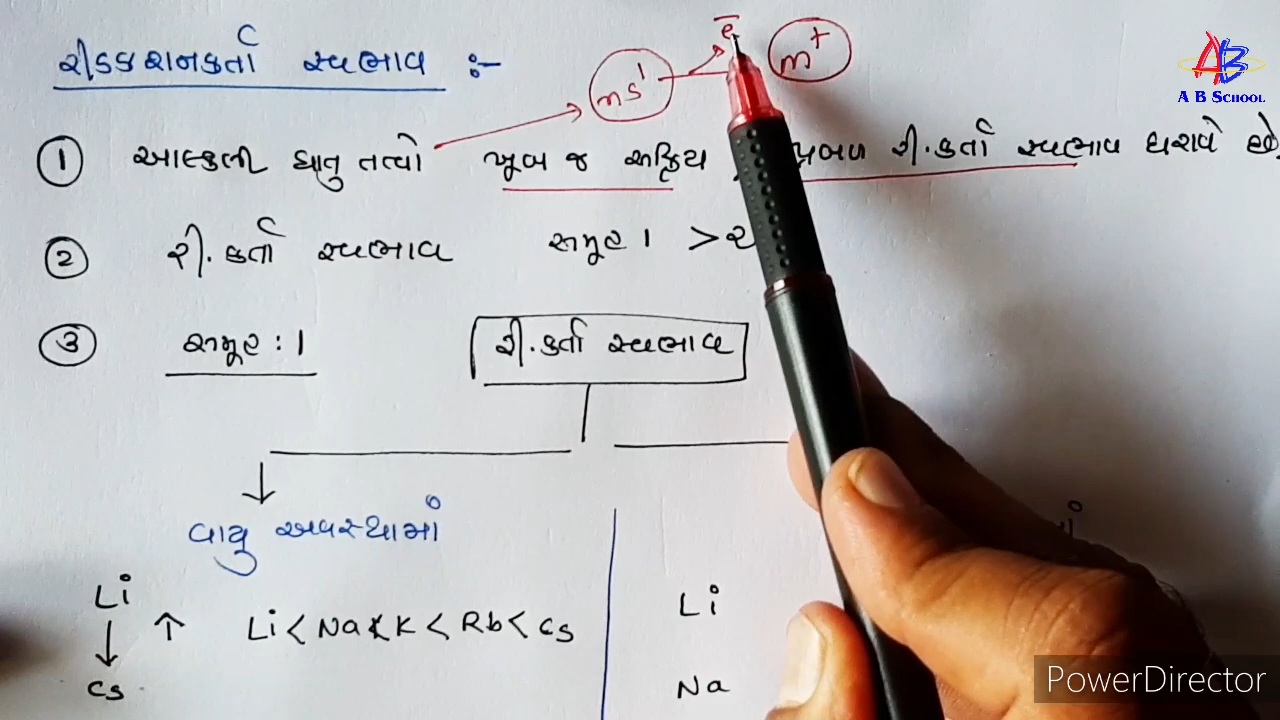 e̅
ns¹ m⁺
રીડકશનકર્તા સ્વભાવ :-
A B SCHOOL
① આલ્કલી ધાતુ તત્વો ખૂબ જ સક્રિય પ્રબળ રી.કર્તા સ્વભાવ ધરાવે છે.
② રી.કર્તા સ્વભાવ સમૂહ 1 > 2
③ સમૂહ : 1 રી.કર્તા સ્વભાવ
વાયુ અવસ્થામાં
Li ↑ Li < Na < K < Rb < Cs Li
↓
Cs Na
PowerDirector